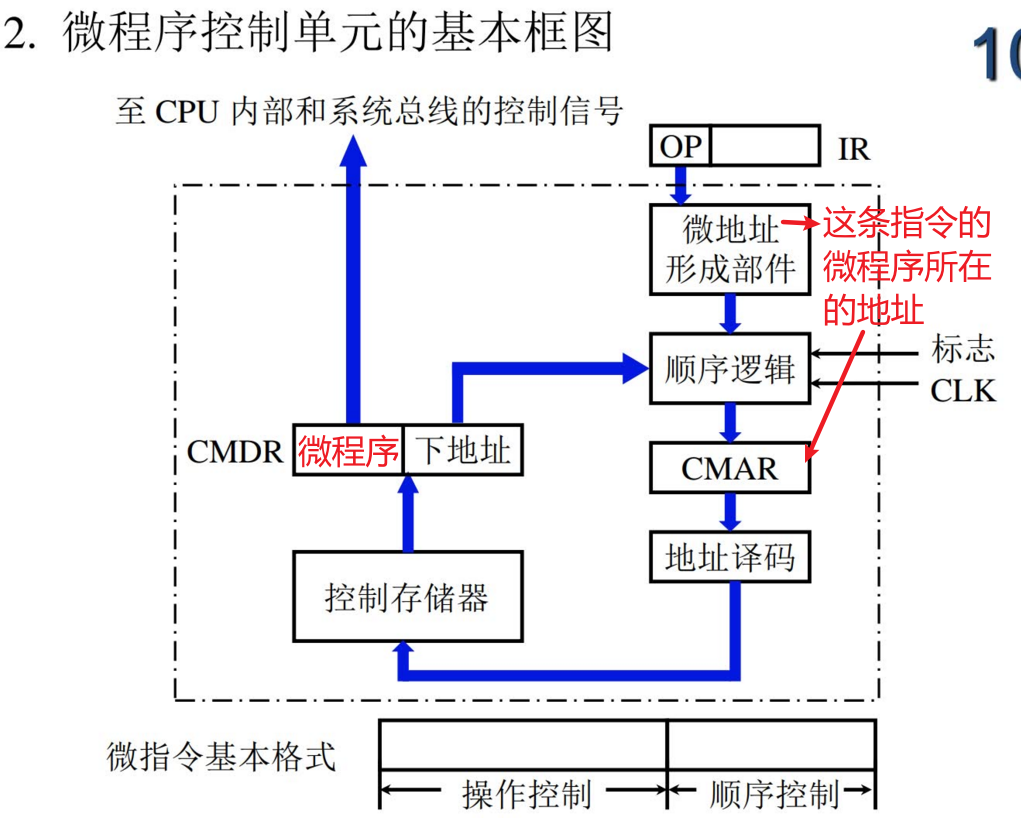 2. 微程序控制单元的基本框图
10
至 CPU 内部和系统总线的控制信号
OP
IR
微地址
形成部件
这条指令的
微程序所在
的地址
顺序逻辑
标志
CLK
CMDR
微程序
下地址
CMAR
地址译码
控制存储器
微指令基本格式
操作控制
顺序控制